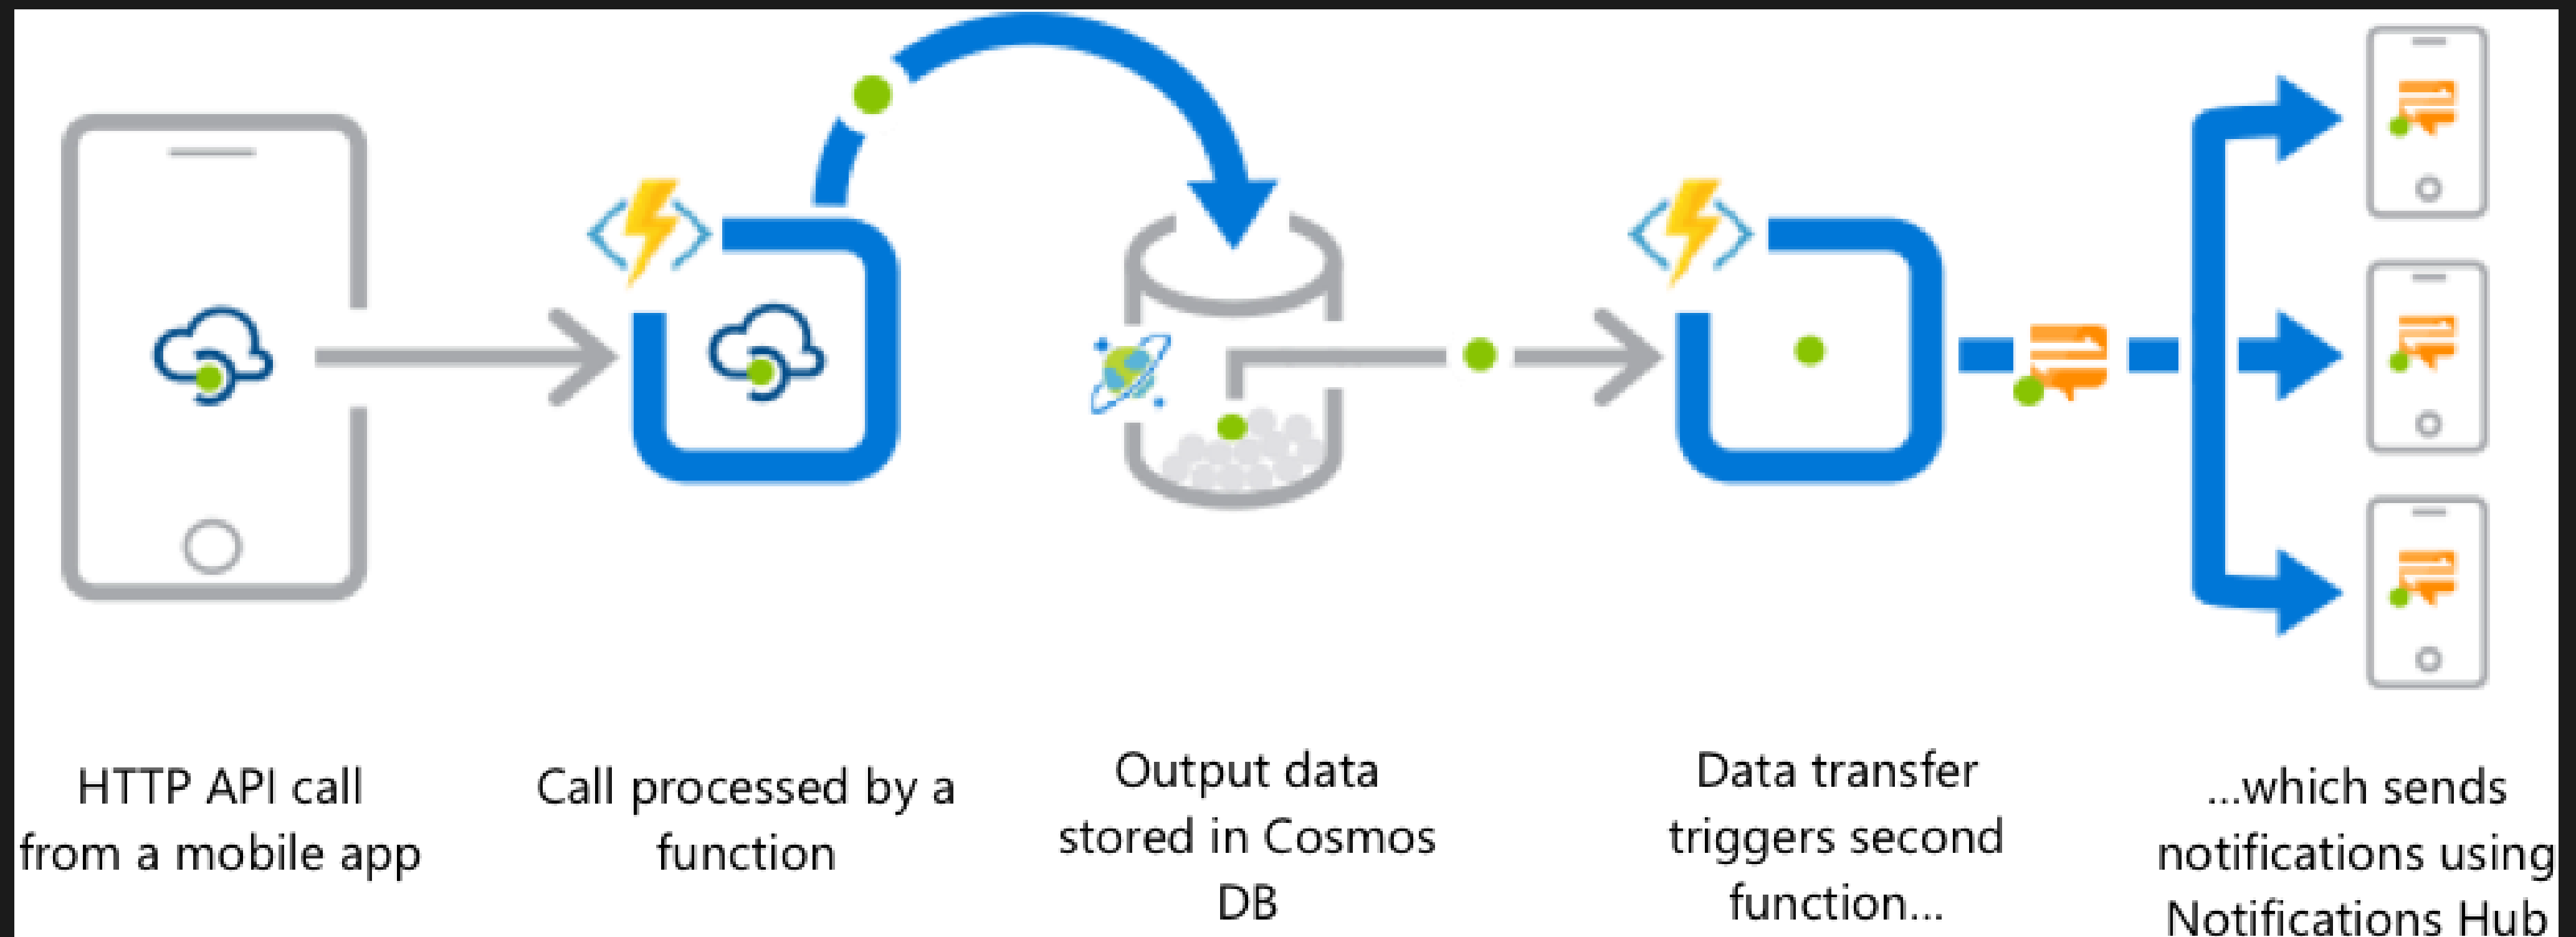 HTTP API call
from a mobile app
Call processed by a
function
Output data
stored in Cosmos
DB
Data transfer
triggers second
function...
...which sends
notifications using
Notifications Hub